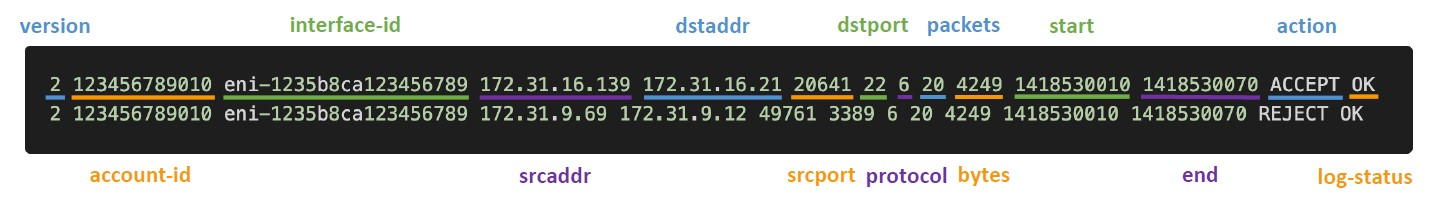 version interface-id dstaddr dstport packets start action
2 123456789010 eni-1235b8ca123456789 172.31.16.139 172.31.16.21 20641 22 6 20 4249 1418530010 1418530070 ACCEPT OK
2 123456789010 eni-1235b8ca123456789 172.31.9.69 172.31.9.12 49761 3389 6 20 4249 1418530010 1418530070 REJECT OK
account-id srcaddr srcport protocol bytes end log-status